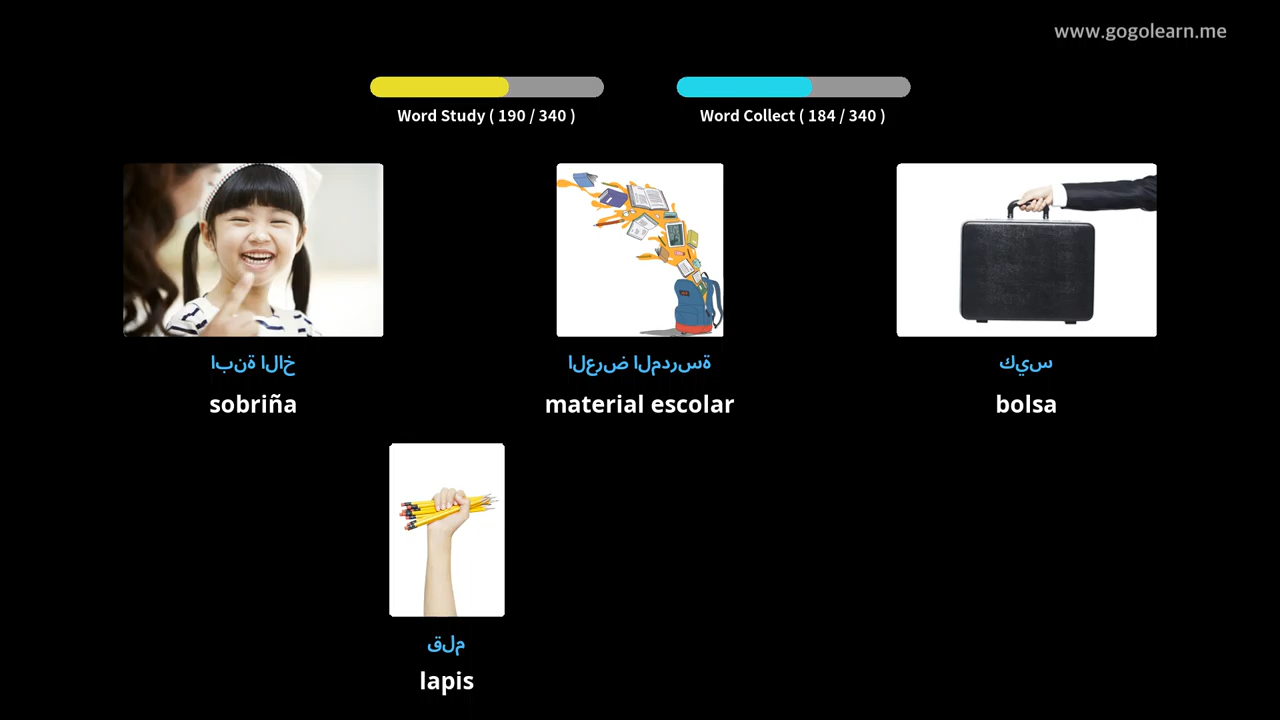 www.gogolearn.me
Word Study ( 190 / 340 )
Word Collect ( 184 / 340 )
ابنة الاخ
sobriña
العرض المدرسة
material escolar
كيس
bolsa
قلم
lapis